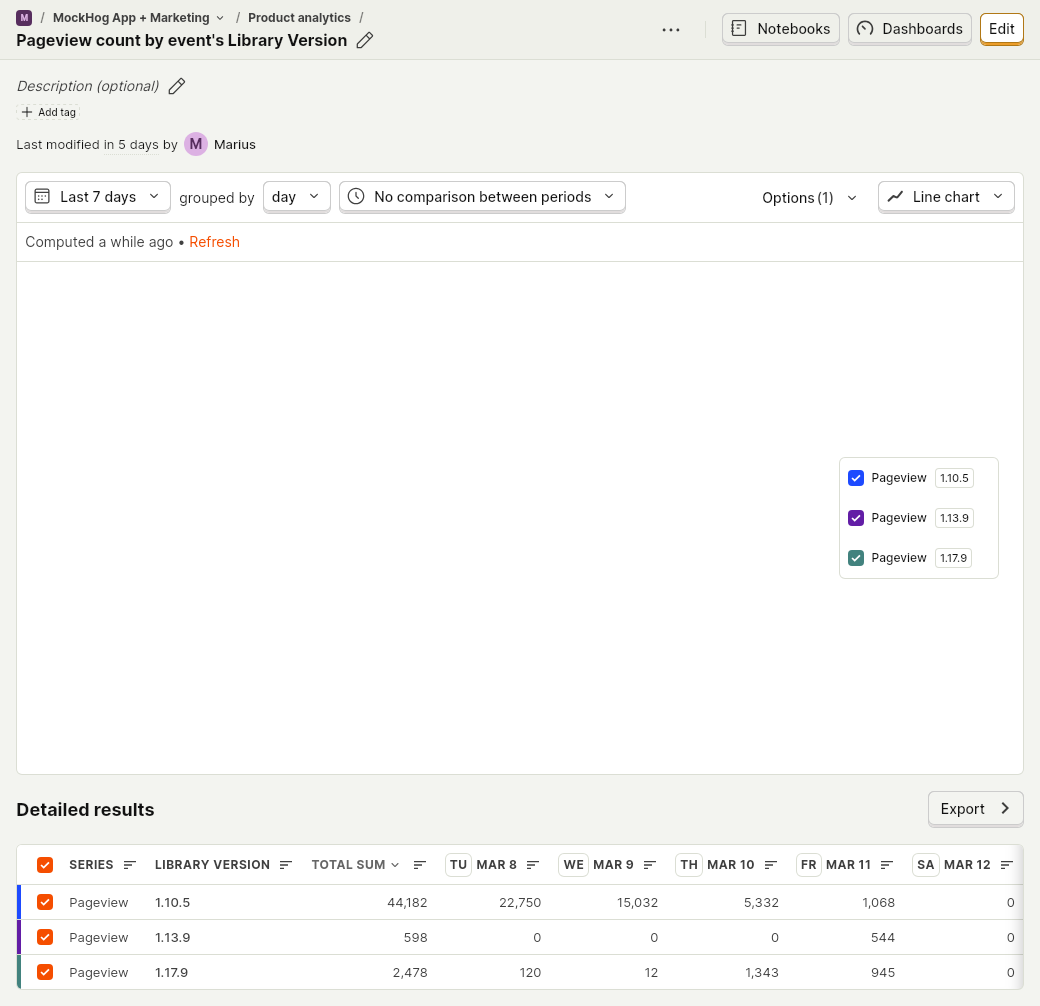 M / MockHog App + Marketing / Product analytics /
Pageview count by event's Library Version
Notebooks
Dashboards
Edit
Description (optional)
Add tag
Last modified in 5 days by M Marius
Last 7 days grouped by day No comparison between periods Options (1) Line chart
Computed a while ago • Refresh
Pageview 1.10.5
Pageview 1.13.9
Pageview 1.17.9
Detailed results
Export
SERIES LIBRARY VERSION TOTAL SUM TU MAR 8 WE MAR 9 TH MAR 10 FR MAR 11 SA MAR 12
Pageview 1.10.5 44,182 22,750 15,032 5,332 1,068 0
Pageview 1.13.9 598 0 0 0 544 0
Pageview 1.17.9 2,478 120 12 1,343 945 0